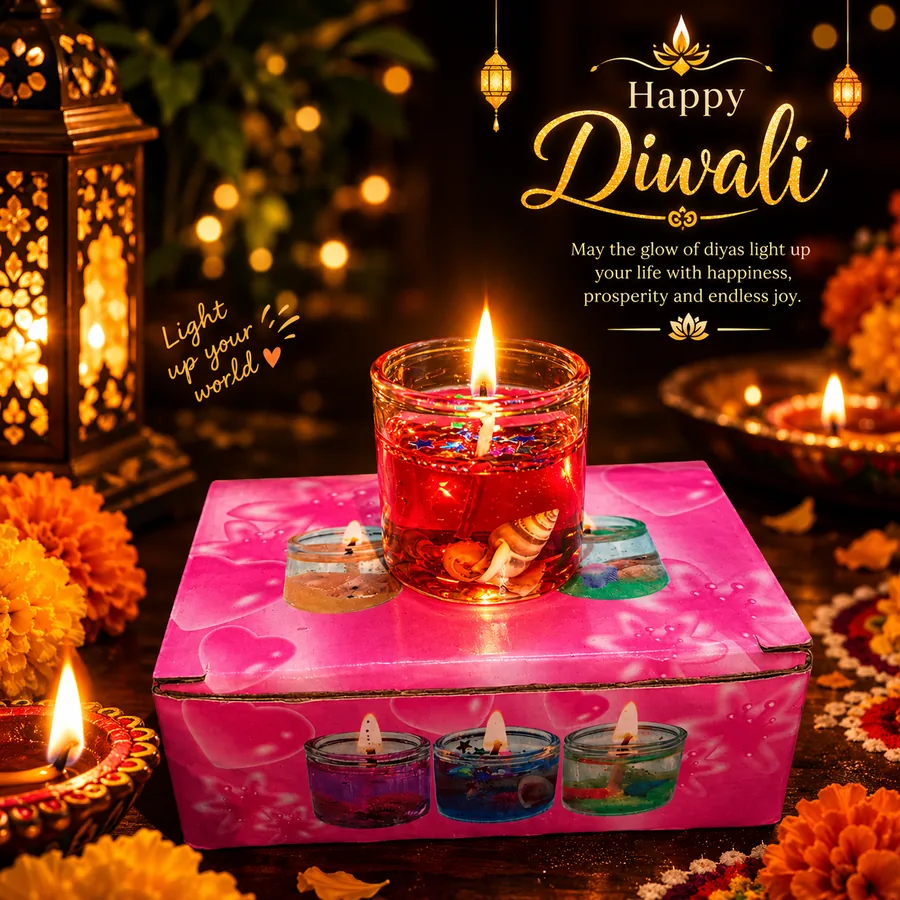 Happy
Diwali
May the glow of diyas light up
your life with happiness,
prosperity and endless joy.
Light
up your
world